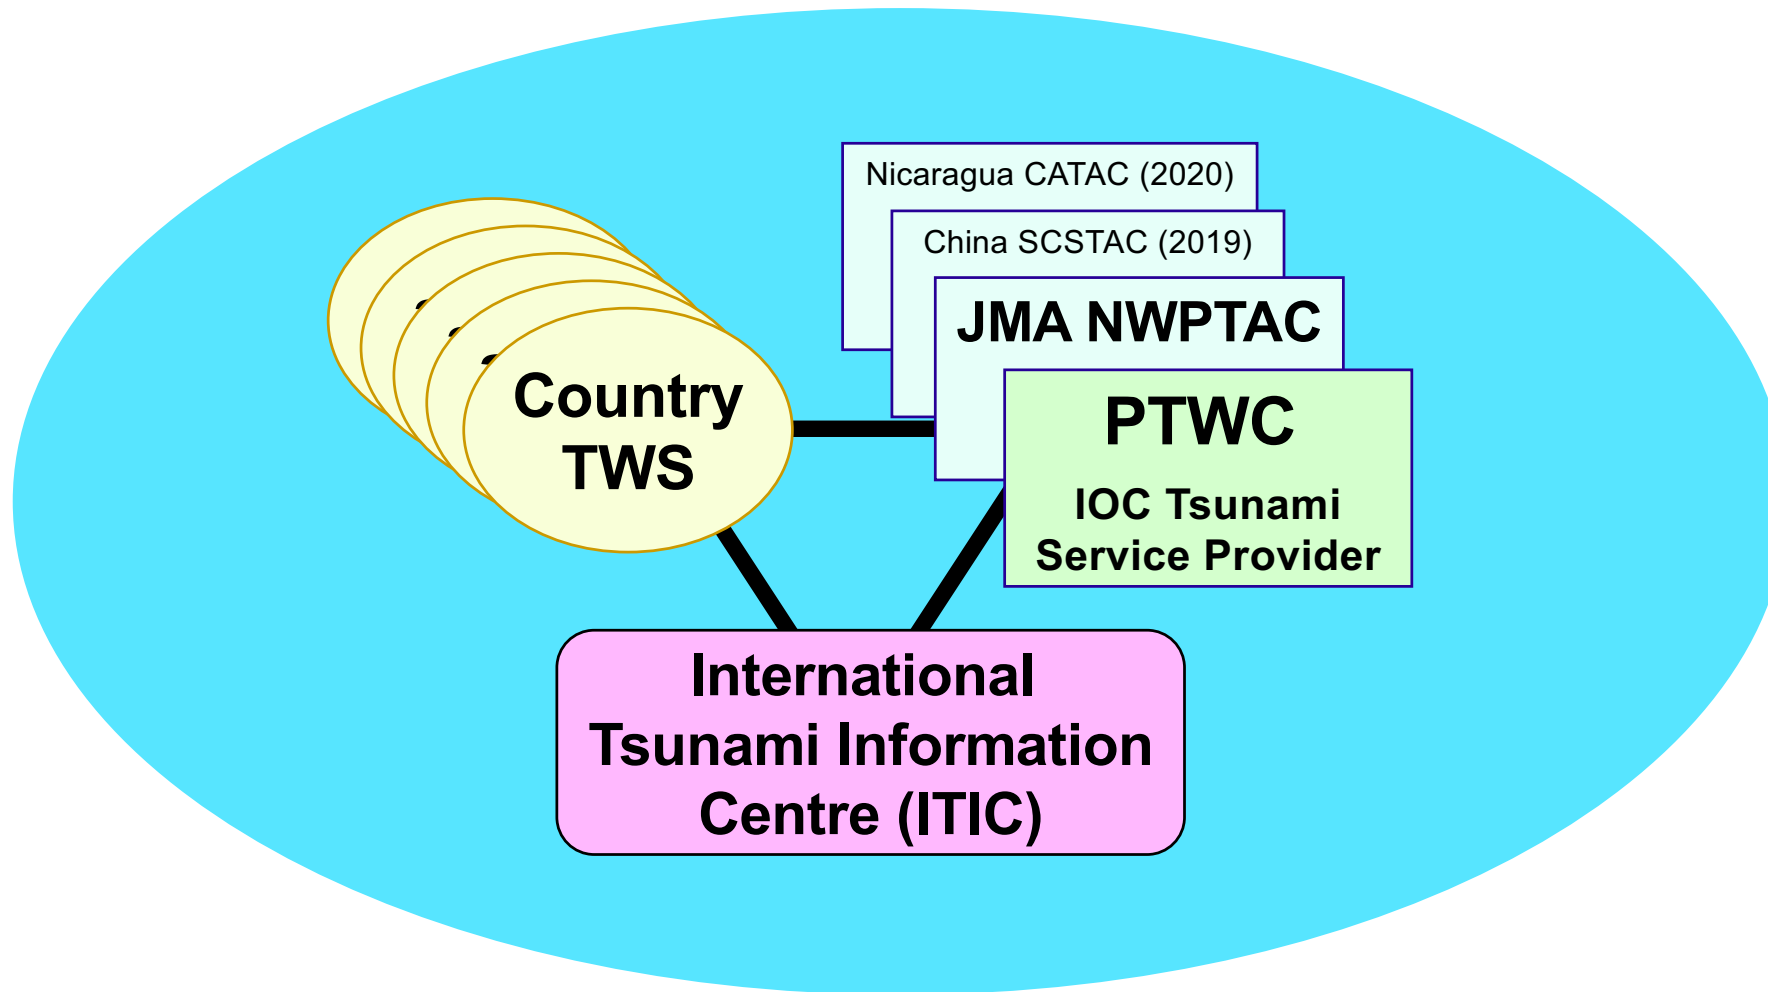 Nicaragua CATAC (2020)
China SCSTAC (2019)
JMA NWPTAC
PTWC
IOC Tsunami
Service Provider
Country
TWS
International
Tsunami Information
Centre (ITIC)